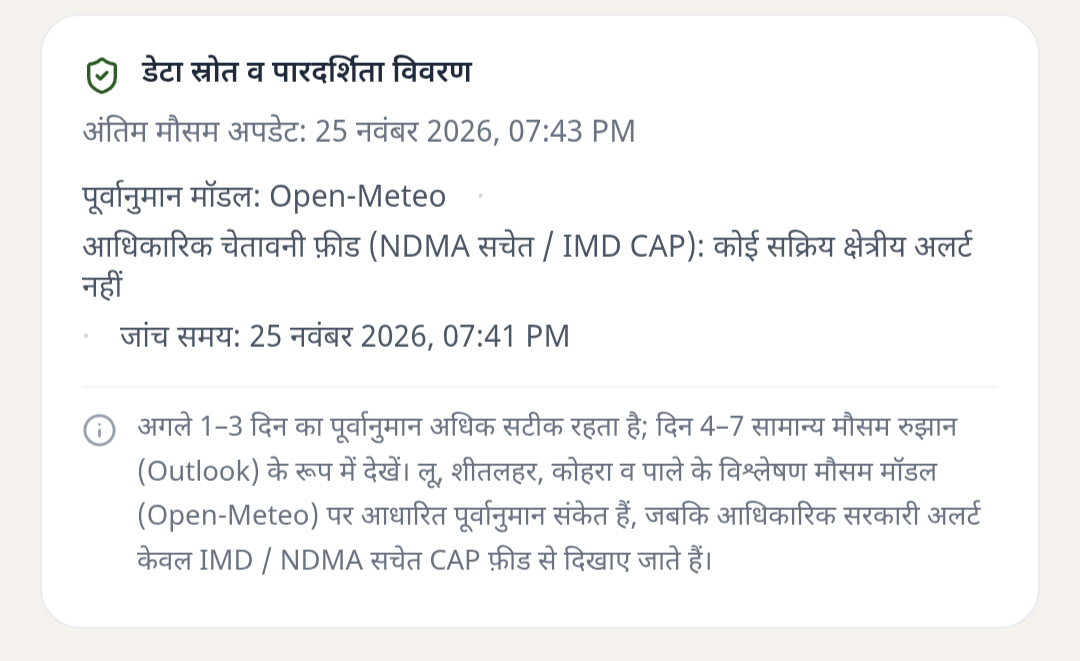 डेटा स्रोत व पारदर्शिता विवरण
अंतिम मौसम अपडेट: 25 नवंबर 2026, 07:43 PM
पूर्वानुमान मॉडल: Open-Meteo ·
आधिकारिक चेतावनी फ़ीड (NDMA सचेत / IMD CAP): कोई सक्रिय क्षेत्रीय अलर्ट
नहीं
· जांच समय: 25 नवंबर 2026, 07:41 PM
अगले 1–3 दिन का पूर्वानुमान अधिक सटीक रहता है; दिन 4–7 सामान्य मौसम रुझान
(Outlook) के रूप में देखें। लू, शीतलहर, कोहरा व पाले के विश्लेषण मौसम मॉडल
(Open-Meteo) पर आधारित पूर्वानुमान संकेत हैं, जबकि आधिकारिक सरकारी अलर्ट
केवल IMD / NDMA सचेत CAP फ़ीड से दिखाए जाते हैं।